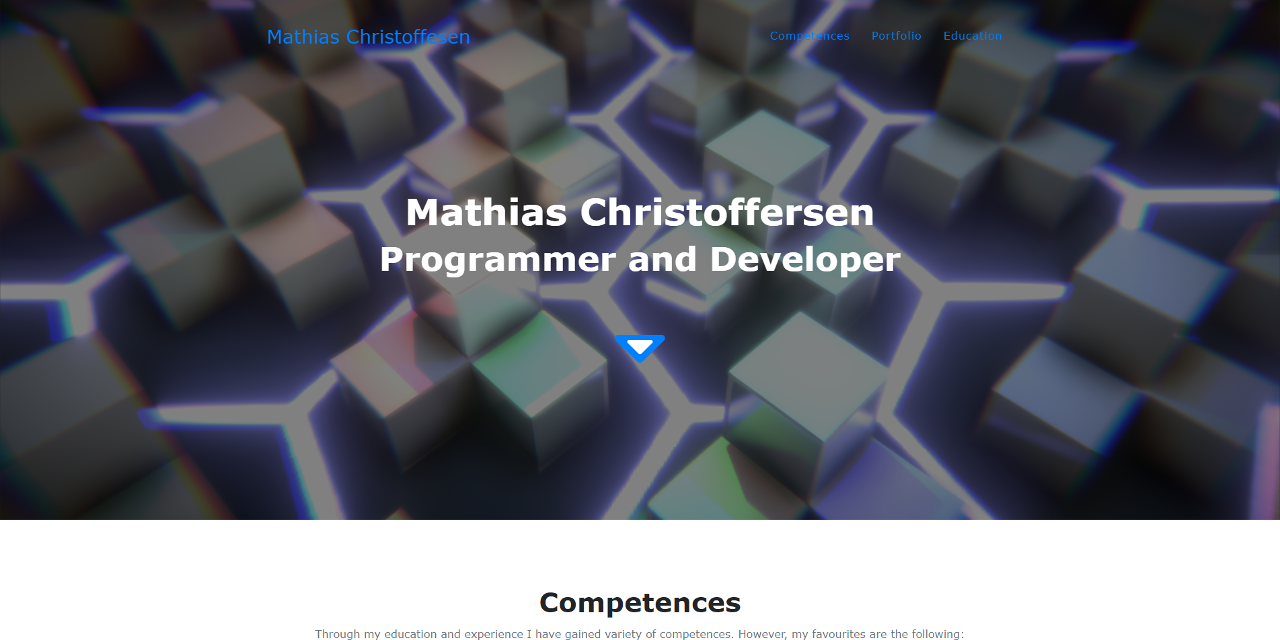 Mathias Christoffesen
Competences Portfolio Education
Mathias Christoffersen
Programmer and Developer
Competences
Through my education and experience I have gained variety of competences. However, my favourites are the following: